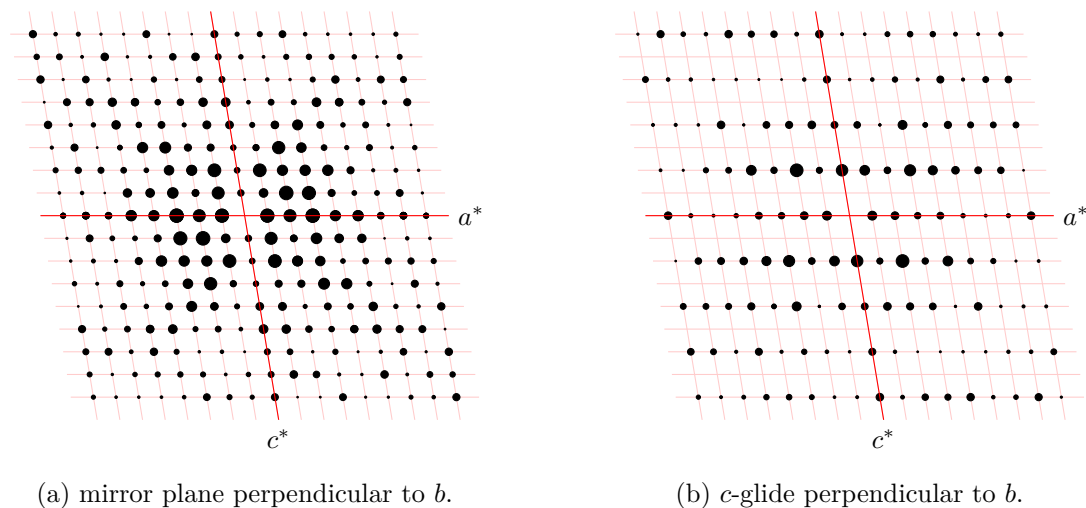 a*
a*
c*
c*
(a) mirror plane perpendicular to b.
(b) c-glide perpendicular to b.